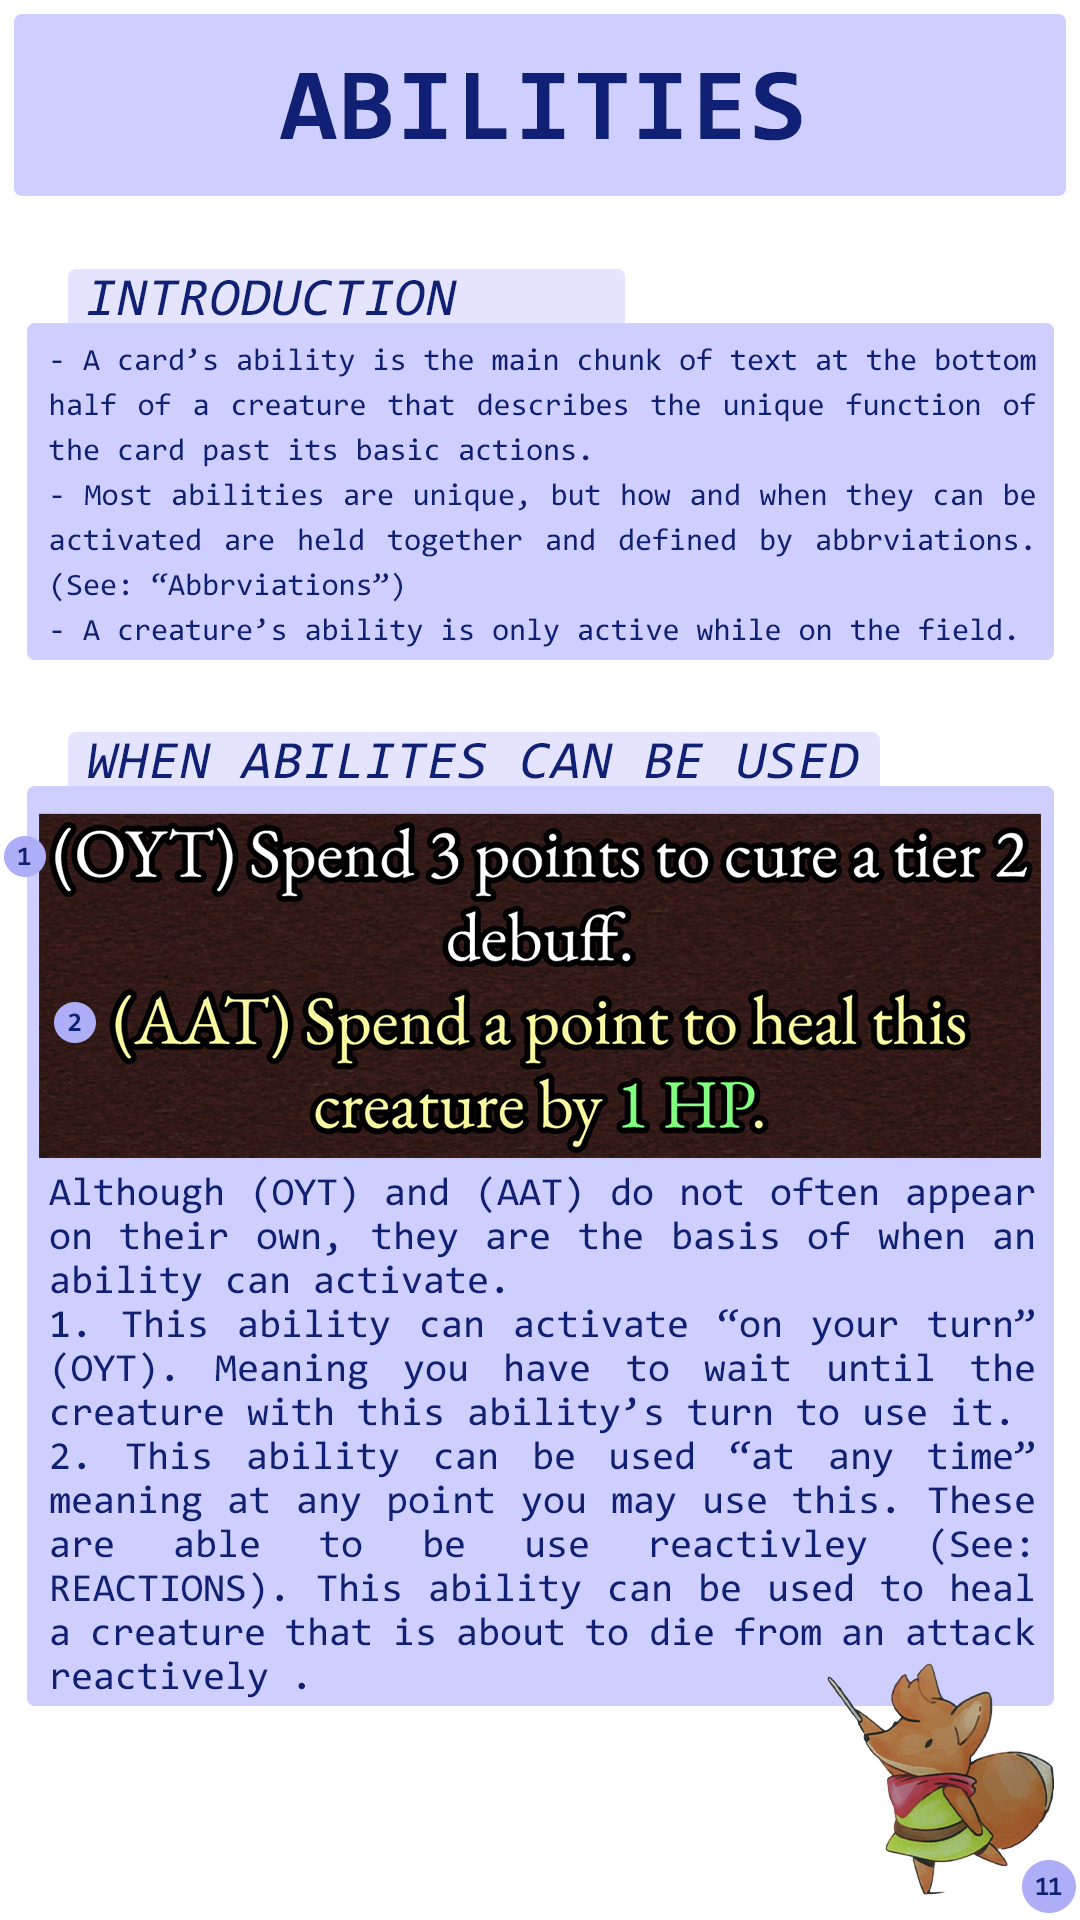 ABILITIES
INTRODUCTION
- A card’s ability is the main chunk of text at the bottom
half of a creature that describes the unique function of
the card past its basic actions.
- Most abilities are unique, but how and when they can be
activated are held together and defined by abbrviations.
(See: “Abbrviations”)
- A creature’s ability is only active while on the field.
WHEN ABILITES CAN BE USED
1 (OYT) Spend 3 points to cure a tier 2
debuff.
2 (AAT) Spend a point to heal this
creature by 1 HP.
Although (OYT) and (AAT) do not often appear
on their own, they are the basis of when an
ability can activate.
1. This ability can activate “on your turn”
(OYT). Meaning you have to wait until the
creature with this ability’s turn to use it.
2. This ability can be used “at any time”
meaning at any point you may use this. These
are able to be use reactivley (See:
REACTIONS). This ability can be used to heal
a creature that is about to die from an attack
reactively .
11